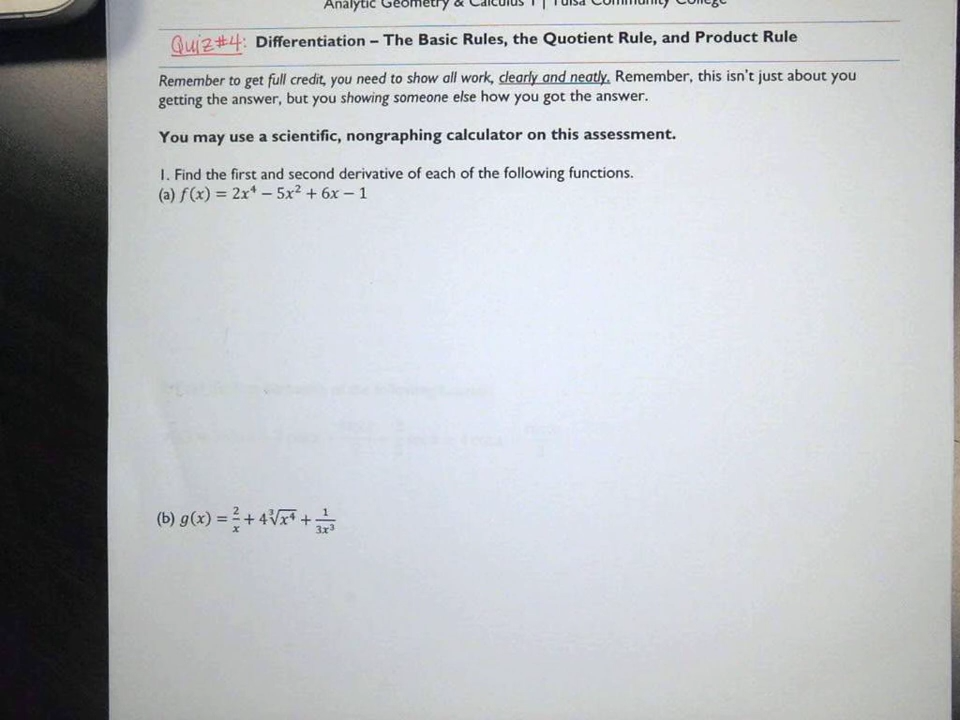 Analytic Geometry & Calculus 1 | Tulsa Community College
Quiz #4: Differentiation – The Basic Rules, the Quotient Rule, and Product Rule
Remember to get full credit, you need to show all work, clearly and neatly. Remember, this isn't just about you
getting the answer, but you showing someone else how you got the answer.
You may use a scientific, nongraphing calculator on this assessment.
1. Find the first and second derivative of each of the following functions.
(a) f(x) = 2x⁴ − 5x² + 6x − 1
(b) g(x) = 2/x + 4∛x⁴ + 1/3x³